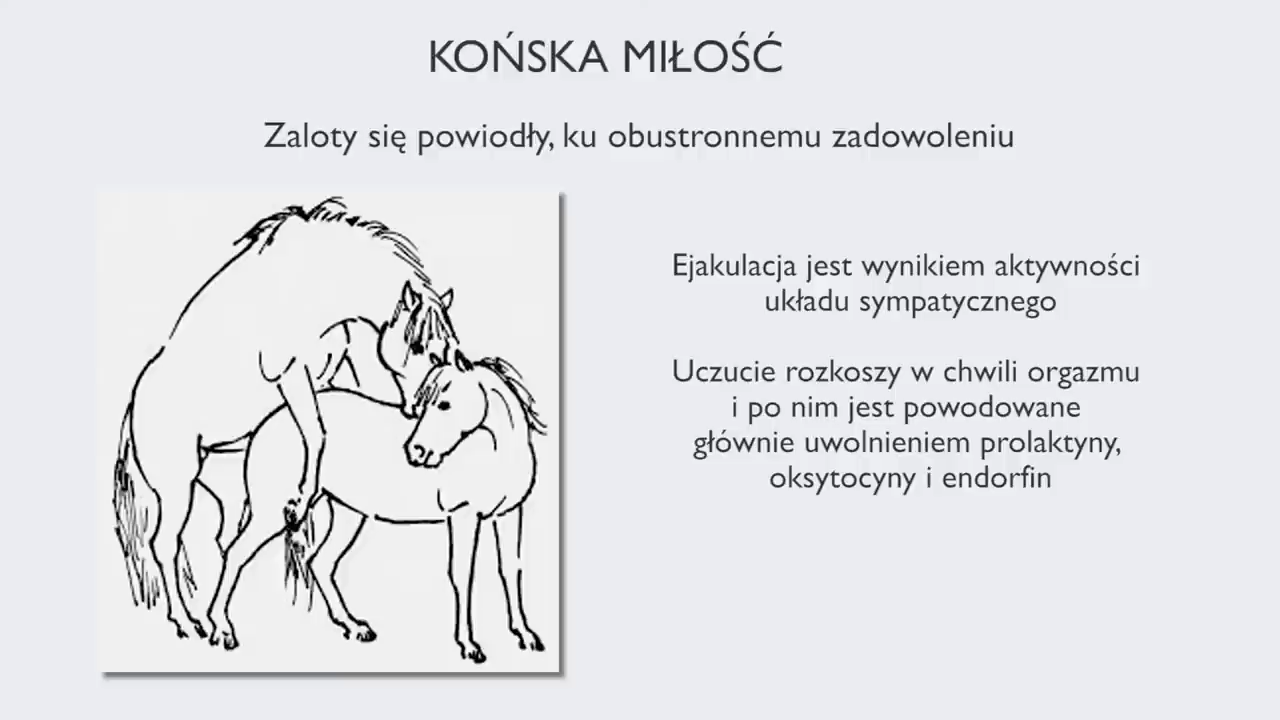 KOŃSKA MIŁOŚĆ
Zaloty się powiodły, ku obustronnemu zadowoleniu
Ejakulacja jest wynikiem aktywności
układu sympatycznego
Uczucie rozkoszy w chwili orgazmu
i po nim jest powodowane
głównie uwolnieniem prolaktyny,
oksytocyny i endorfin